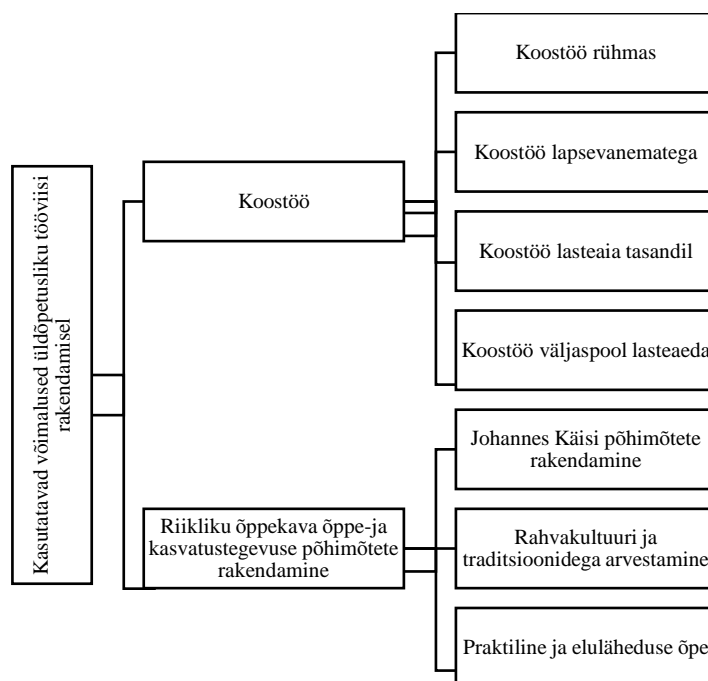 Kasutatavad võimalused üldõpetusliku tööviisi
rakendamisel
Koostöö
Koostöö rühmas
Koostöö lapsevanematega
Koostöö lasteaia tasandil
Koostöö väljaspool lasteaeda
Riikliku õppekava õppe-ja
kasvatustegevuse põhimõtete
rakendamine
Johannes Käisi põhimõtete
rakendamine
Rahvakultuuri ja
traditsioonidega arvestamine
Praktiline ja eluläheduse õpe